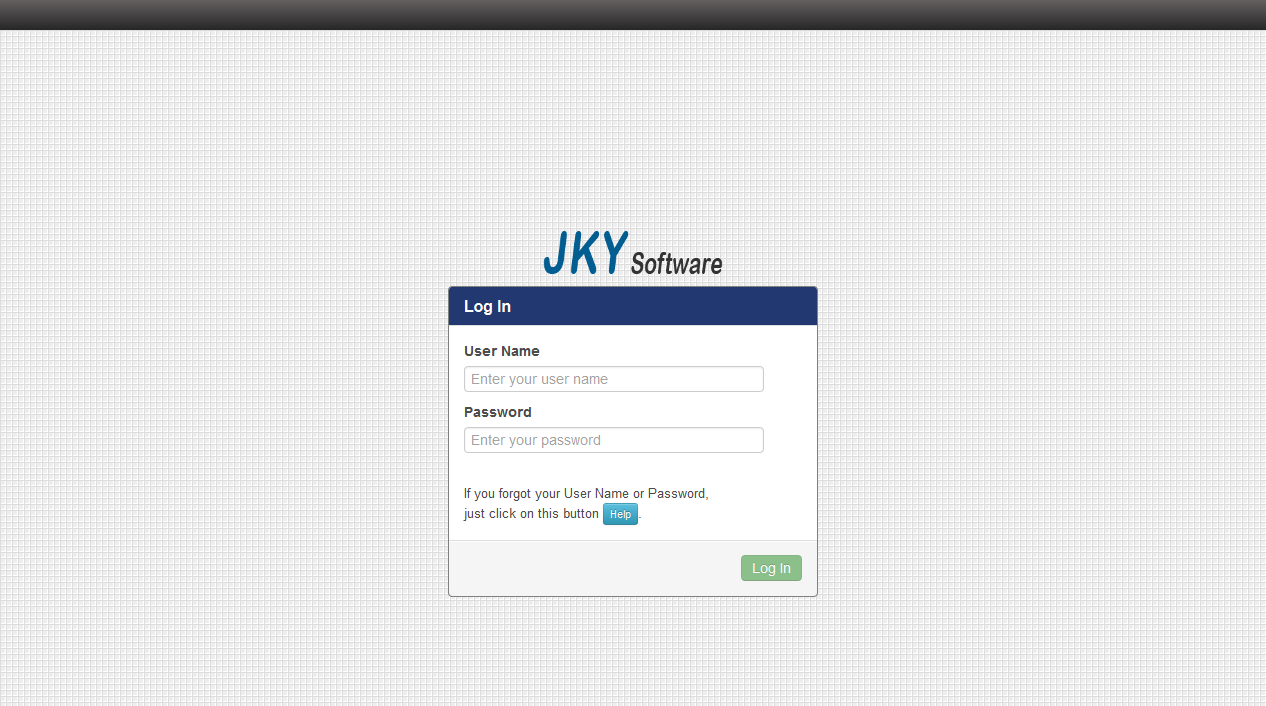 JKY Software
Log In
User Name
Enter your user name
Password
Enter your password
If you forgot your User Name or Password,
just click on this button Help.
Log In